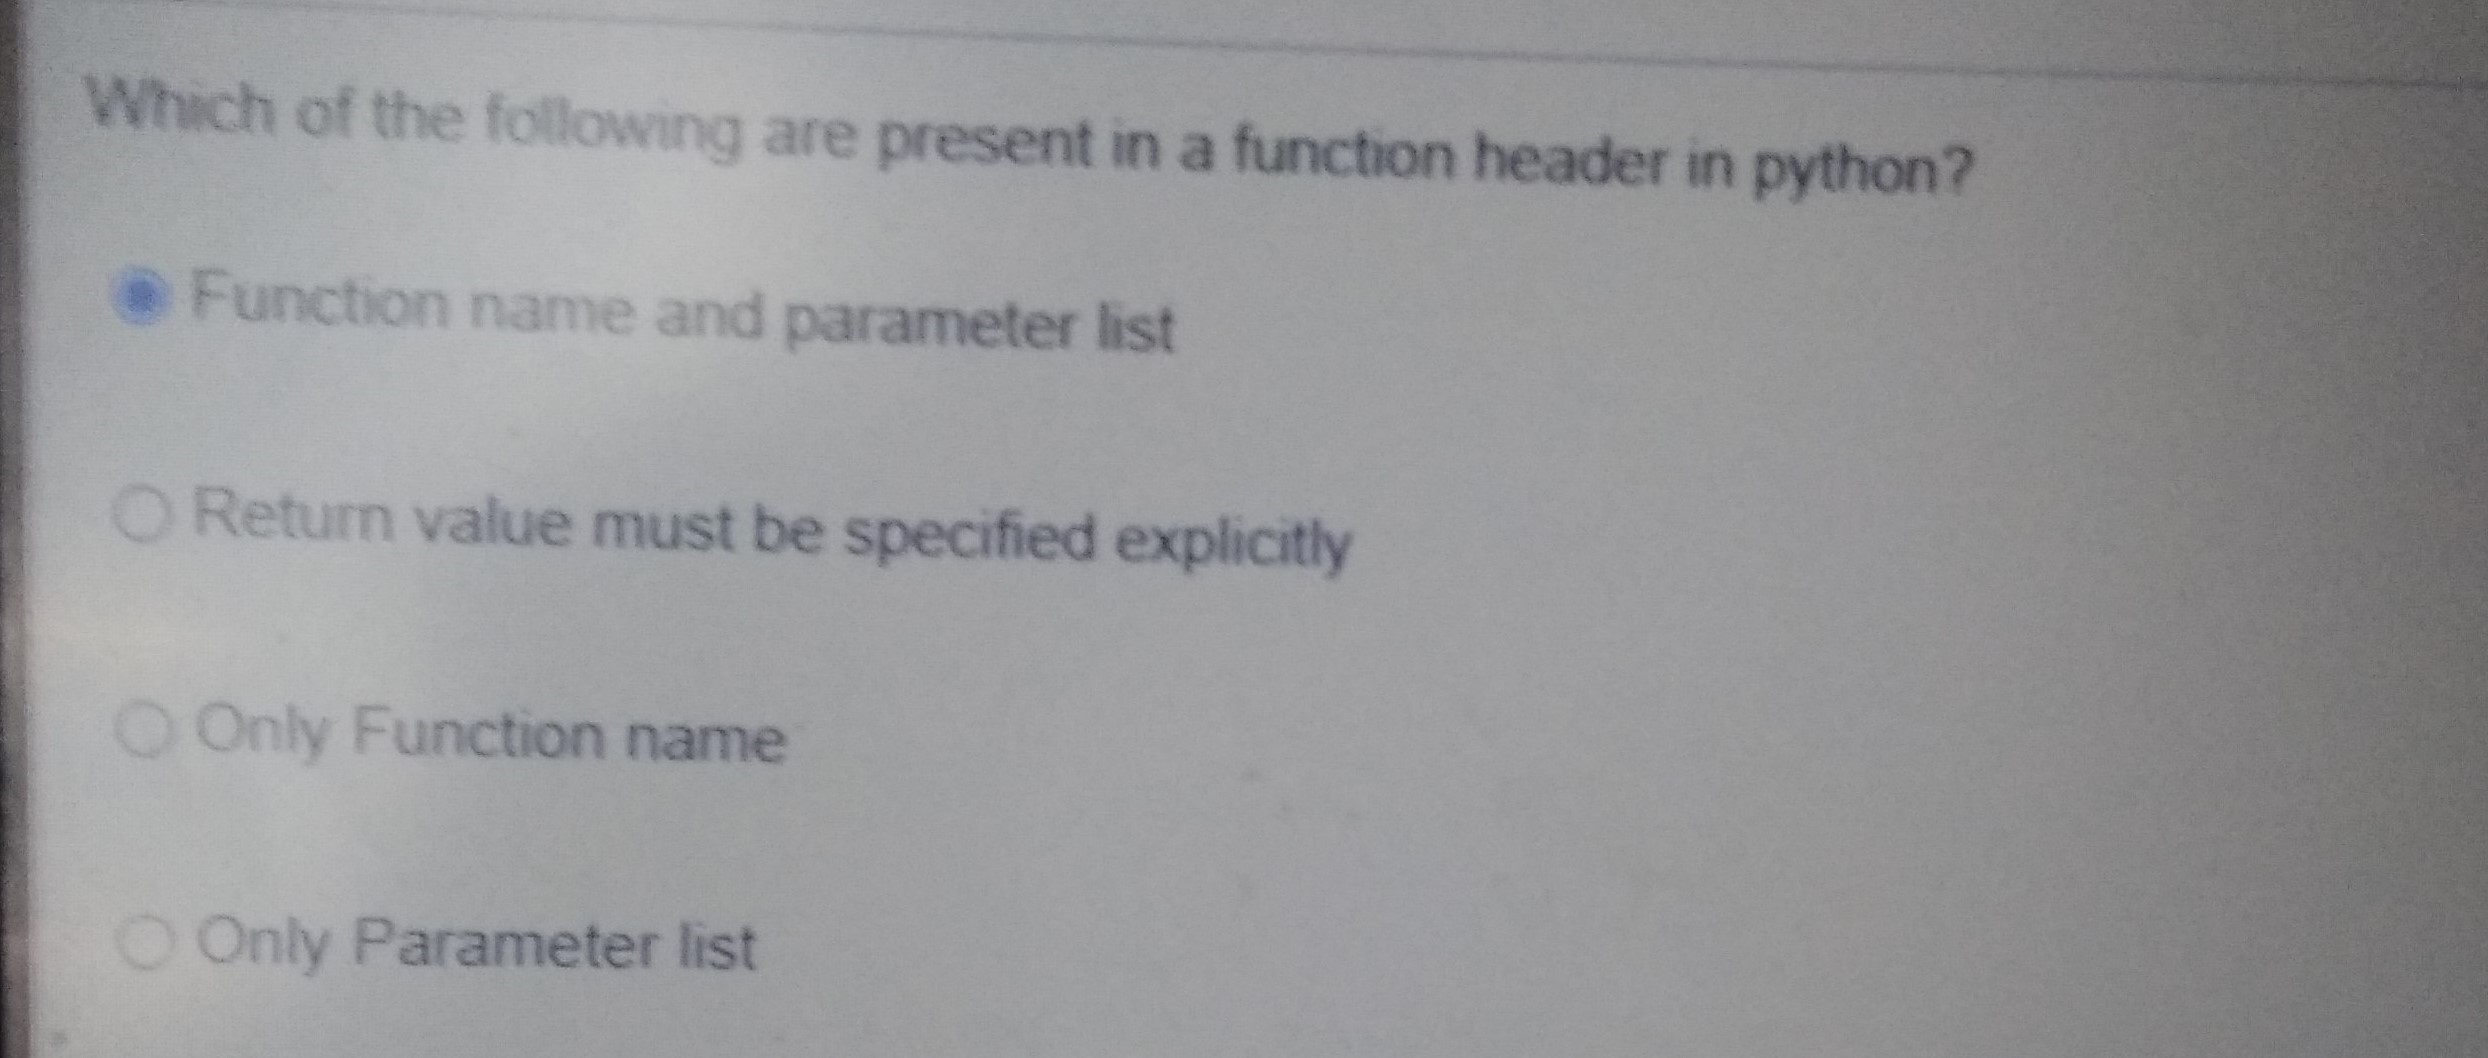 Which of the following are present in a function header in python?
Function name and parameter list
Return value must be specified explicitly
Only Function name
Only Parameter list